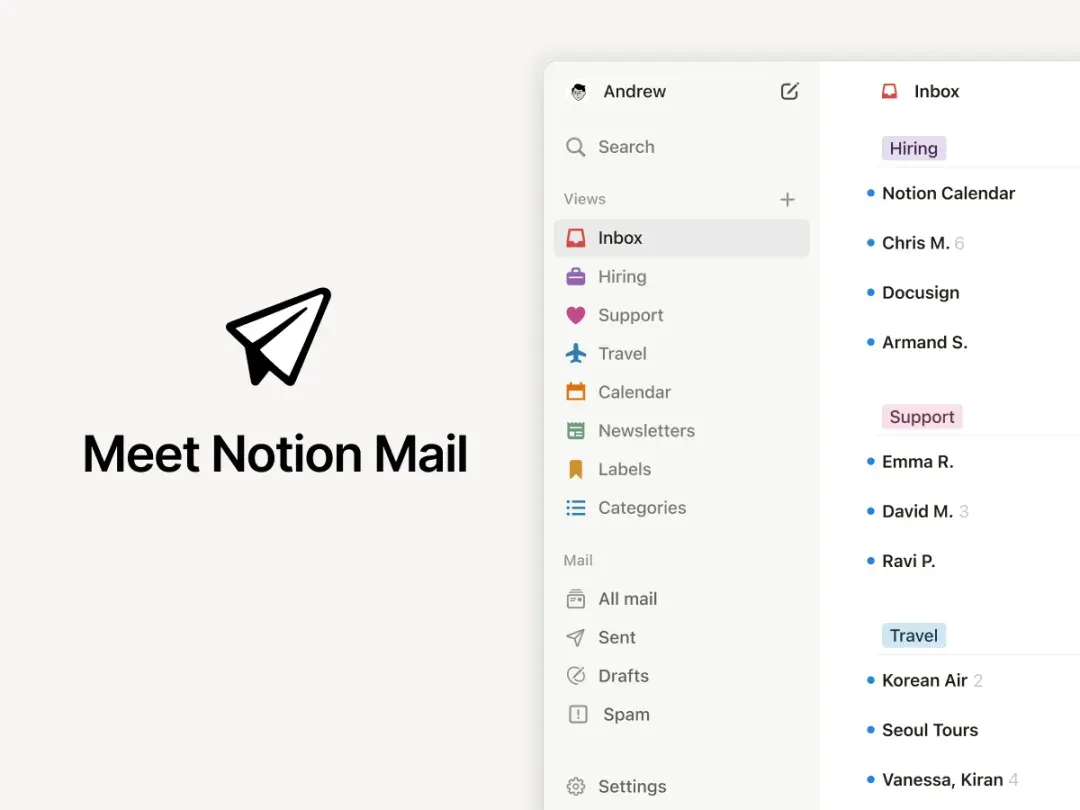 Meet Notion Mail
Andrew
Search
Views
Inbox
Hiring
Support
Travel
Calendar
Newsletters
Labels
Categories
Mail
All mail
Sent
Drafts
Spam
Settings
Inbox
Hiring
Notion Calendar
Chris M. 6
Docusign
Armand S.
Support
Emma R.
David M. 3
Ravi P.
Travel
Korean Air 2
Seoul Tours
Vanessa, Kiran 4